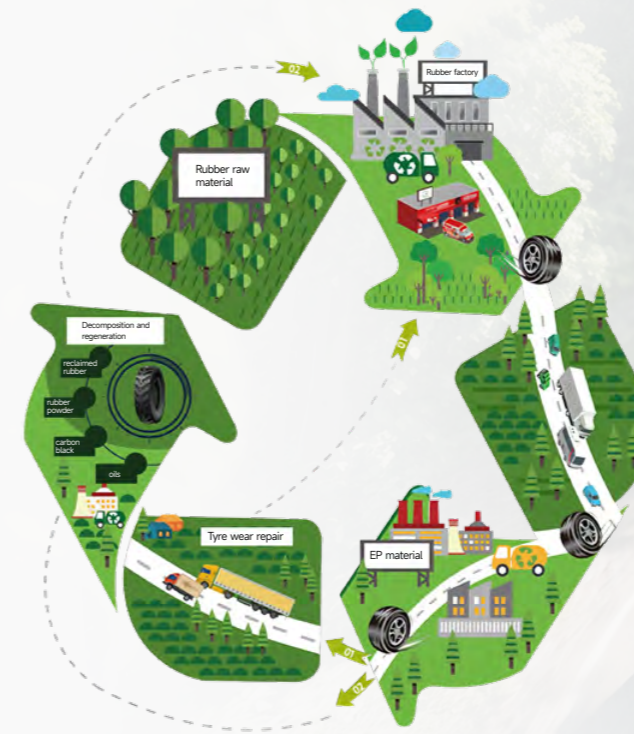 02
Rubber factory
Rubber raw
material
Decomposition and
regeneration
reclaimed
rubber
rubber
powder
carbon
black
oils
01
Tyre wear repair
EP material
01
02